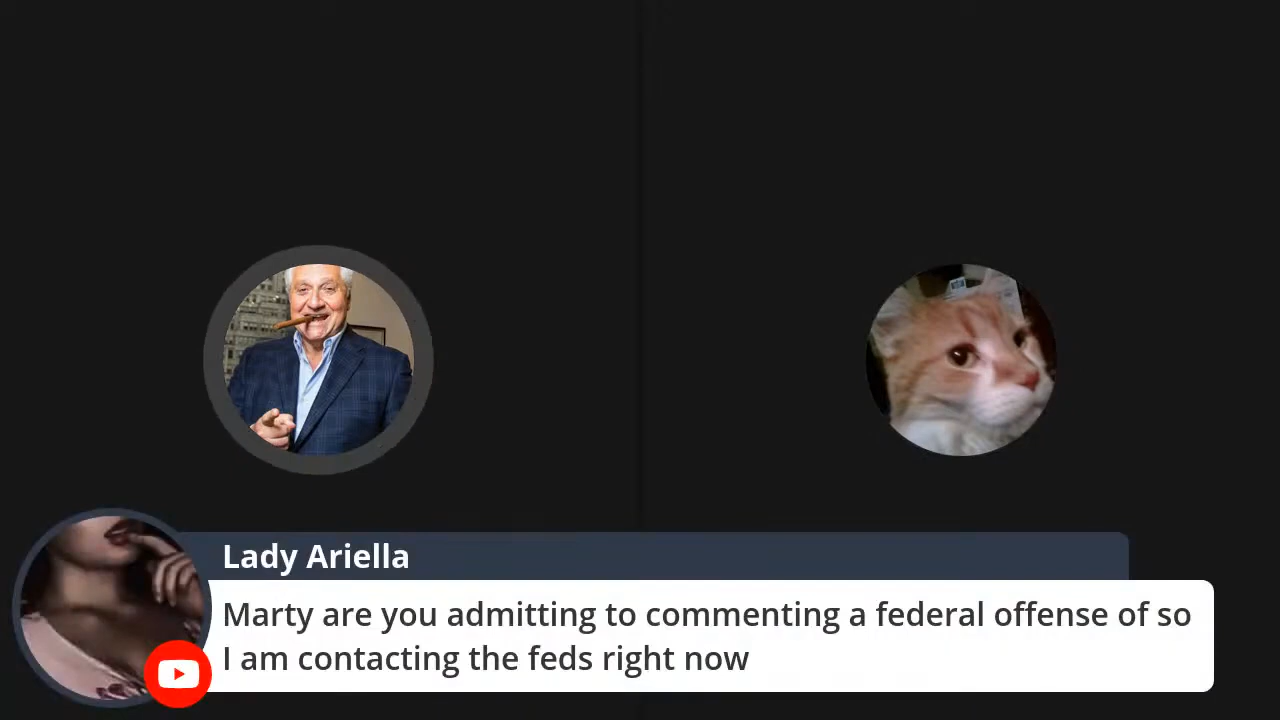 Lady Ariella
Marty are you admitting to commenting a federal offense of so
I am contacting the feds right now